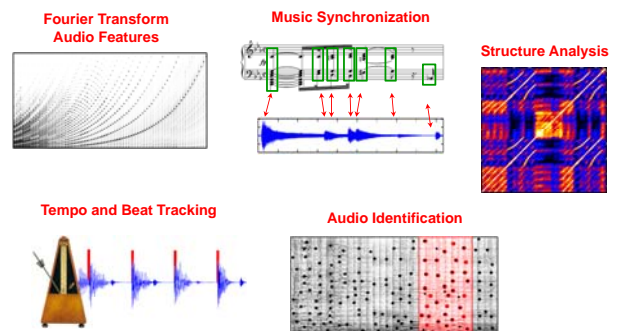 Fourier Transform
Audio Features
Music Synchronization
Structure Analysis
Tempo and Beat Tracking
Audio Identification